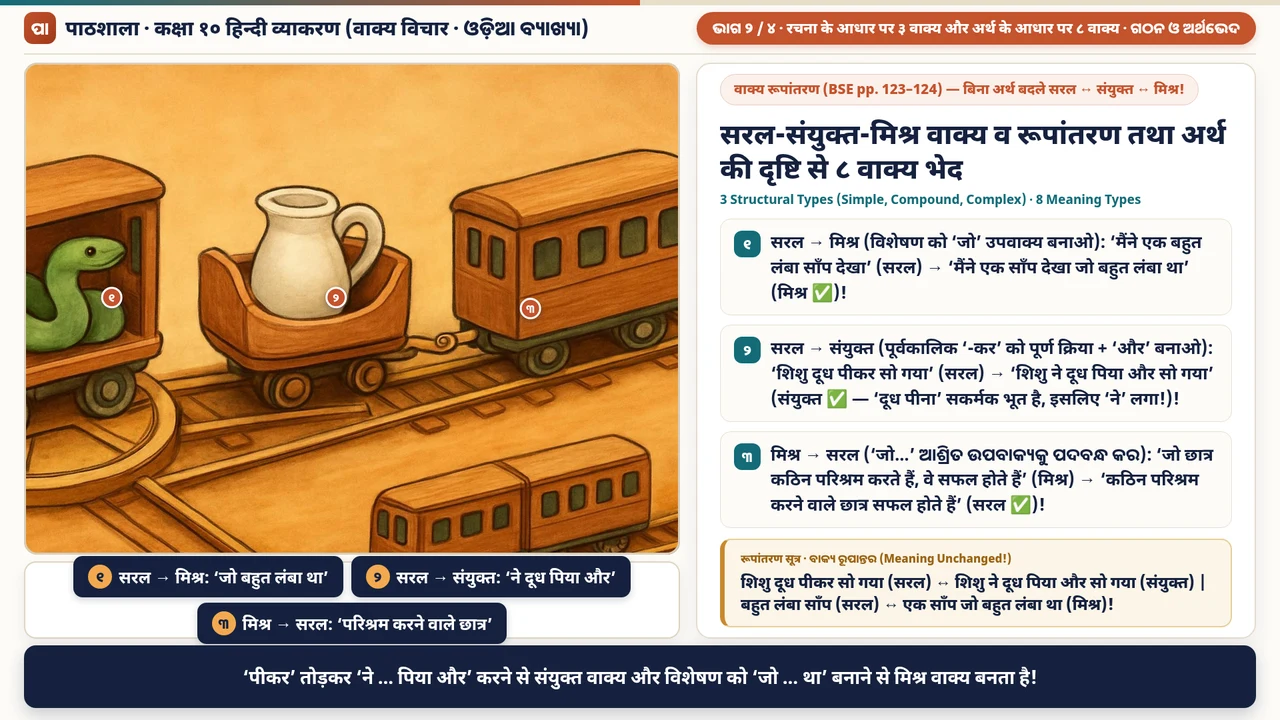 ପା पाठशाला · कक्षा १० हिन्दी व्याकरण (वाक्य विचार · ଓଡ଼ିଆ ବ୍ୟାଖ୍ୟା)
ଭାଗ ୨ / ୪ · रचना के आधार पर ३ वाक्य और अर्थ के आधार पर ८ वाक्य · ଗଠନ ଓ ଅର୍ଥଭେଦ
वाक्य रूपांतरण (BSE pp. 123–124) — बिना अर्थ बदले सरल ↔ संयुक्त ↔ मिश्र!
सरल-संयुक्त-मिश्र वाक्य व रूपांतरण तथा अर्थ
की दृष्टि से ८ वाक्य भेद
3 Structural Types (Simple, Compound, Complex) · 8 Meaning Types
୧ सरल → मिश्र (विशेषण को ‘जो’ उपवाक्य बनाओ): ‘मैंने एक बहुत
लंबा साँप देखा’ (सरल) → ‘मैंने एक साँप देखा जो बहुत लंबा था’
(मिश्र ✅)!
୨ सरल → संयुक्त (पूर्वकालिक ‘-कर’ को पूर्ण क्रिया + ‘और’ बनाओ):
‘शिशु दूध पीकर सो गया’ (सरल) → ‘शिशु ने दूध पिया और सो गया’
(संयुक्त ✅ — ‘दूध पीना’ सकर्मक भूत है, इसलिए ‘ने’ लगा!)!
୩ मिश्र → सरल (‘जो...’ ଆଶ୍ରିତ ଉପବାକ୍ୟକୁ ପଦବନ୍ଧ କର): ‘जो छात्र
कठिन परिश्रम करते हैं, वे सफल होते हैं’ (मिश्र) → ‘कठिन परिश्रम
करने वाले छात्र सफल होते हैं’ (सरल ✅)!
रूपांतरण सूत्र · ବାକ୍ୟ ରୂପାନ୍ତର (Meaning Unchanged!)
शिशु दूध पीकर सो गया (सरल) ↔ शिशु ने दूध पिया और सो गया (संयुक्त) |
बहुत लंबा साँप (सरल) ↔ एक साँप जो बहुत लंबा था (मिश्र)!
୧
୨
୩
୧ सरल → मिश्र: ‘जो बहुत लंबा था’
୨ सरल → संयुक्त: ‘ने दूध पिया और’
୩ मिश्र → सरल: ‘परिश्रम करने वाले छात्र’
‘पीकर’ तोड़कर ‘ने ... पिया और’ करने से संयुक्त वाक्य और विशेषण को ‘जो ... था’ बनाने से मिश्र वाक्य बनता है!